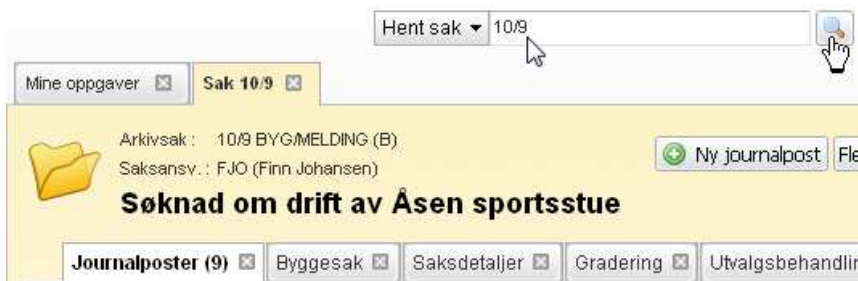 Hent sak 10/9
Mine oppgaver Sak 10/9
Arkivsak : 10/9 BYG/MELDING (B)
Saksansv. : FJO (Finn Johansen)
Ny journalpost
Søknad om drift av Åsen sportsstue
Journalposter (9) Byggesak Saksdetaljer Gradering